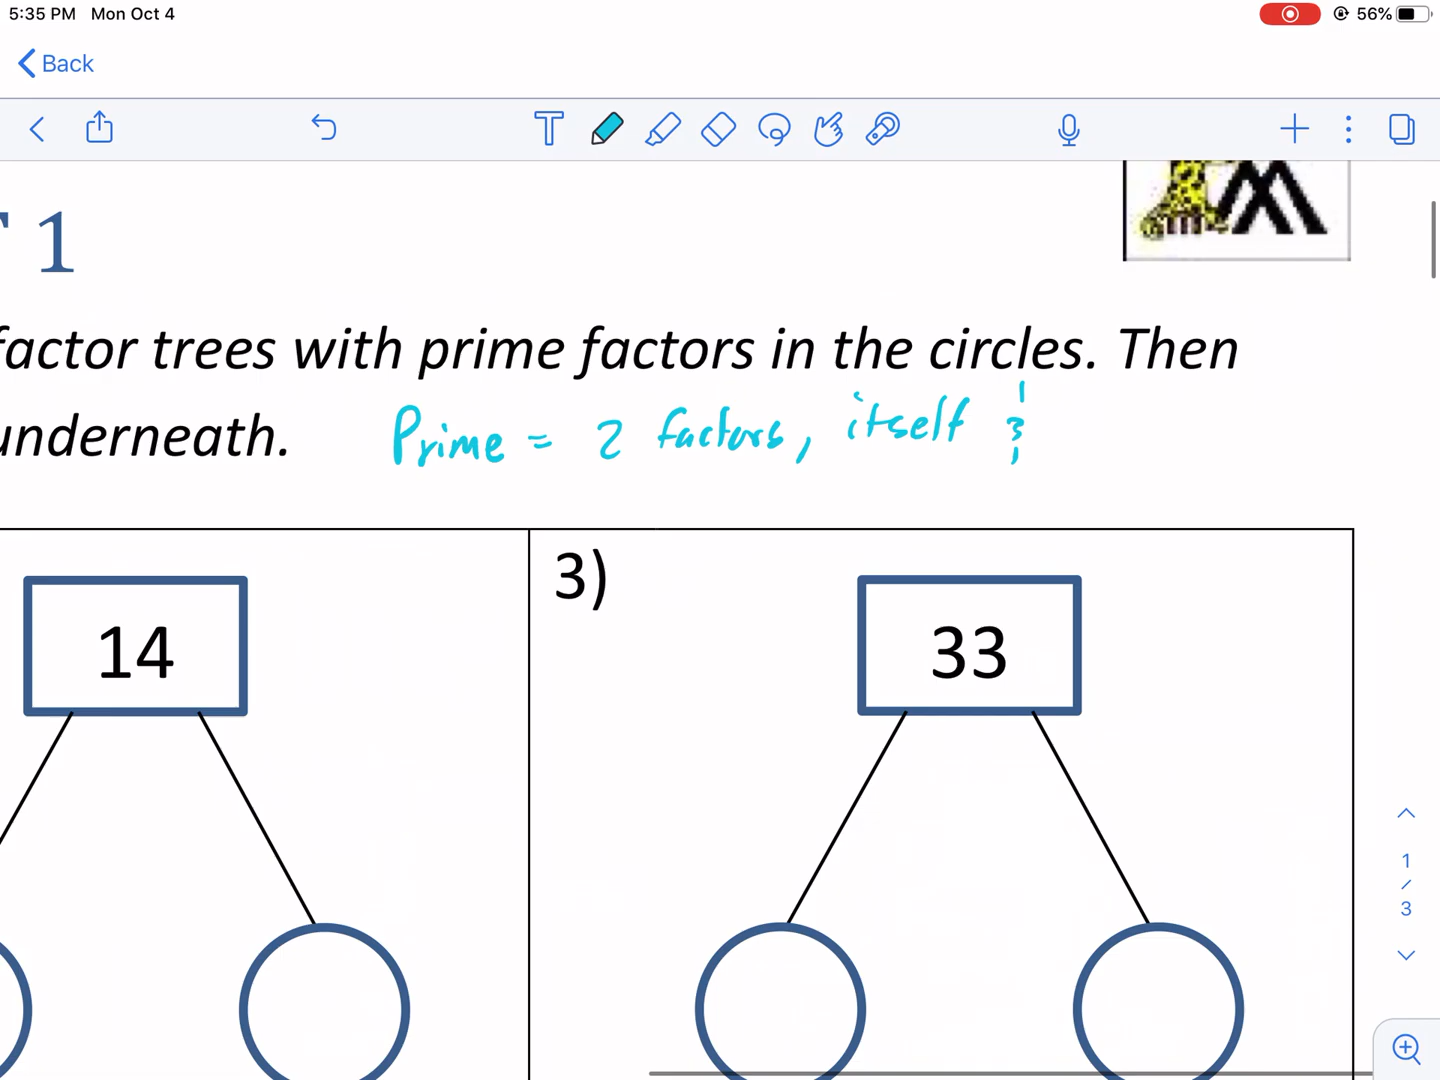 5:35 PM Mon Oct 4
56%
Back
T
1
factor trees with prime factors in the circles. Then
underneath.
Prime = 2 factors, itself &
3)
14
33
1
/
3